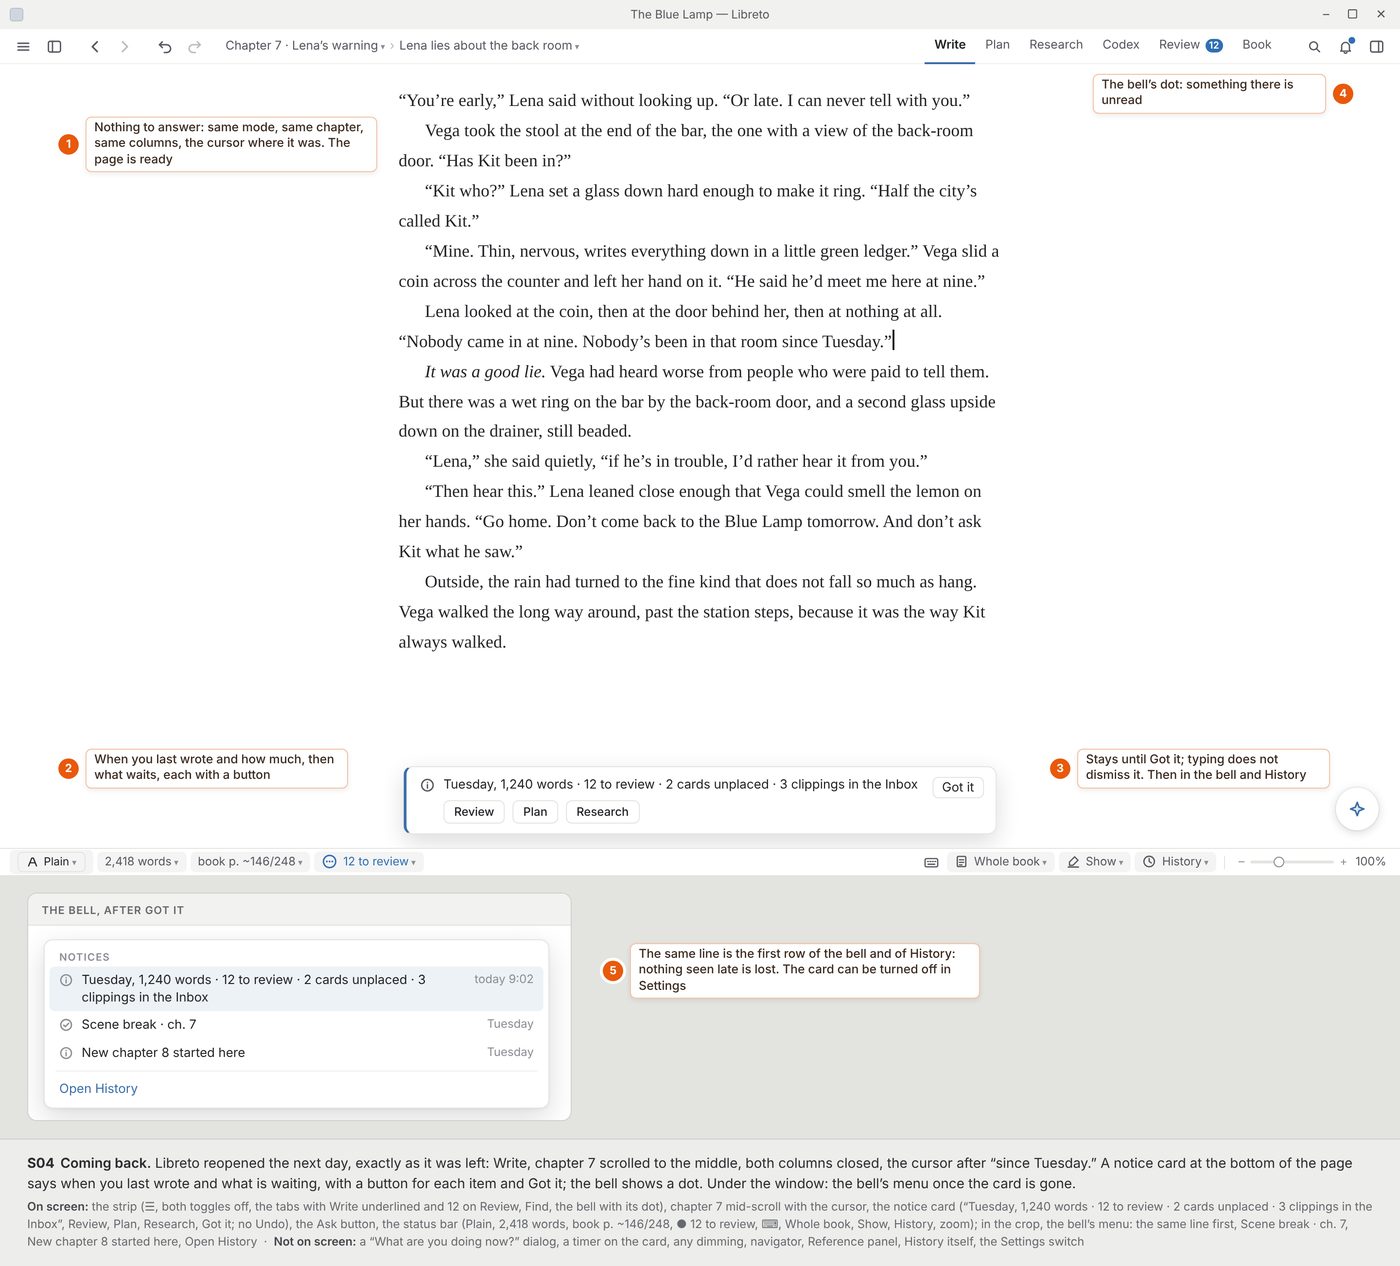 The Blue Lamp — Libreto
Chapter 7 · Lena’s warning
› Lena lies about the back room
Write
Plan
Research
Codex
Review 12
Book
The bell’s dot: something there is
unread
4
1
Nothing to answer: same mode, same chapter,
same columns, the cursor where it was. The
page is ready
“You’re early,” Lena said without looking up. “Or late. I can never tell with you.”
Vega took the stool at the end of the bar, the one with a view of the back-room
door. “Has Kit been in?”
“Kit who?” Lena set a glass down hard enough to make it ring. “Half the city’s
called Kit.”
“Mine. Thin, nervous, writes everything down in a little green ledger.” Vega slid a
coin across the counter and left her hand on it. “He said he’d meet me here at nine.”
Lena looked at the coin, then at the door behind her, then at nothing at all.
“Nobody came in at nine. Nobody’s been in that room since Tuesday.”
It was a good lie. Vega had heard worse from people who were paid to tell them.
But there was a wet ring on the bar by the back-room door, and a second glass upside
down on the drainer, still beaded.
“Lena,” she said quietly, “if he’s in trouble, I’d rather hear it from you.”
“Then hear this.” Lena leaned close enough that Vega could smell the lemon on
her hands. “Go home. Don’t come back to the Blue Lamp tomorrow. And don’t ask
Kit what he saw.”
Outside, the rain had turned to the fine kind that does not fall so much as hang.
Vega walked the long way around, past the station steps, because it was the way Kit
always walked.
2
When you last wrote and how much, then
what waits, each with a button
Tuesday, 1,240 words · 12 to review · 2 cards unplaced · 3 clippings in the Inbox
Got it
Review
Plan
Research
3
Stays until Got it; typing does not
dismiss it. Then in the bell and History
A Plain
2,418 words
book p. ~146/248
12 to review
Whole book
Show
History
− + 100%
THE BELL, AFTER GOT IT
NOTICES
Tuesday, 1,240 words · 12 to review · 2 cards unplaced · 3
clippings in the Inbox
today 9:02
Scene break · ch. 7
Tuesday
New chapter 8 started here
Tuesday
Open History
5
The same line is the first row of the bell and of History:
nothing seen late is lost. The card can be turned off in
Settings
S04 Coming back. Libreto reopened the next day, exactly as it was left: Write, chapter 7 scrolled to the middle, both columns closed, the cursor after “since Tuesday.” A notice card at the bottom of the page
says when you last wrote and what is waiting, with a button for each item and Got it; the bell shows a dot. Under the window: the bell’s menu once the card is gone.
On screen: the strip (☰, both toggles off, the tabs with Write underlined and 12 on Review, Find, the bell with its dot), chapter 7 mid-scroll with the cursor, the notice card (“Tuesday, 1,240 words · 12 to review · 2 cards unplaced · 3 clippings in the
Inbox”, Review, Plan, Research, Got it; no Undo), the Ask button, the status bar (Plain, 2,418 words, book p. ~146/248, ● 12 to review, ⌨, Whole book, Show, History, zoom); in the crop, the bell’s menu: the same line first, Scene break · ch. 7,
New chapter 8 started here, Open History · Not on screen: a “What are you doing now?” dialog, a timer on the card, any dimming, navigator, Reference panel, History itself, the Settings switch